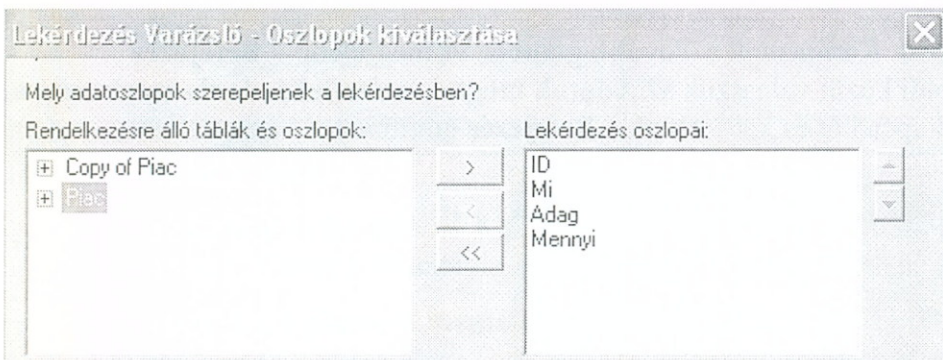 Lekérdezés Varázsló - Oszlopok kiválasztása
Mely adatoszlopok szerepeljenek a lekérdezésben?
Rendelkezésre álló táblák és oszlopok:
Copy of Piac
Piac
>
<
<<
Lekérdezés oszlopai:
ID
Mi
Adag
Mennyi